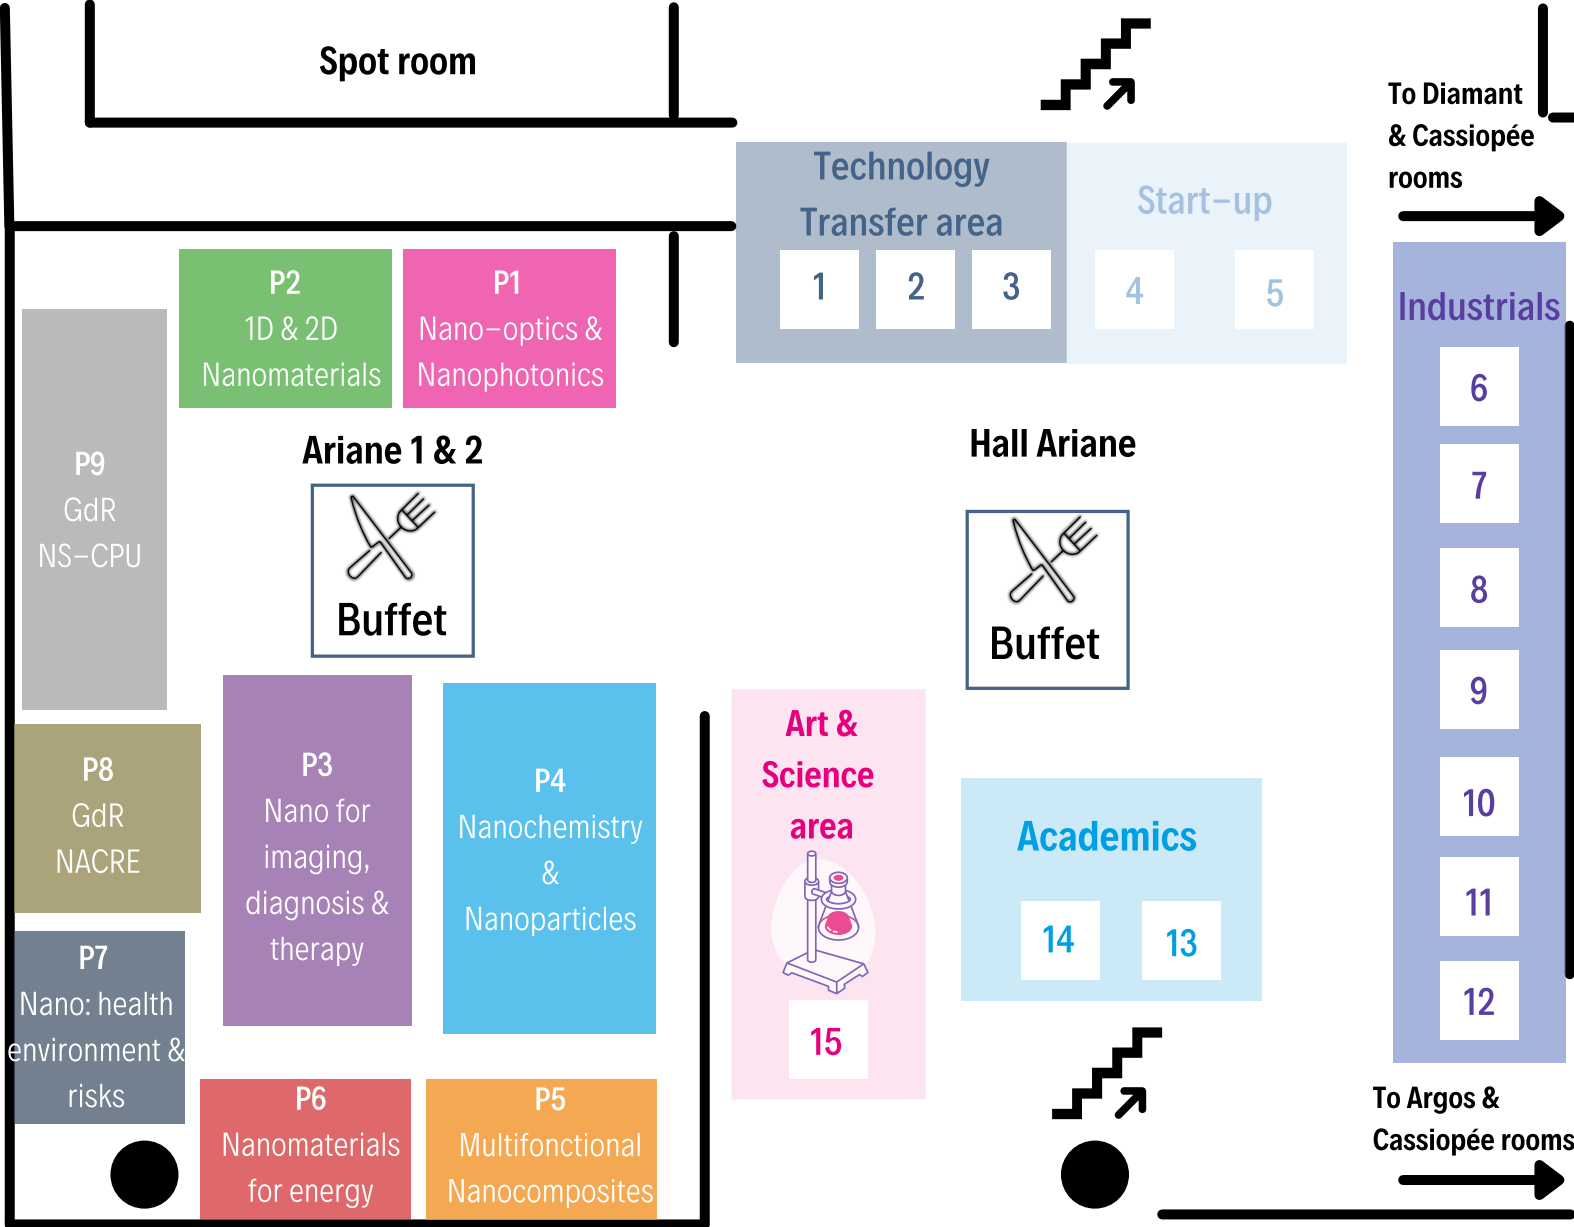 Spot room
To Diamant
& Cassiopée
rooms
Technology
Transfer area
1
2
3
Start-up
4
5
P2
1D & 2D
Nanomaterials
P1
Nano-optics &
Nanophotonics
P9
GdR
NS-CPU
Ariane 1 & 2
Buffet
Hall Ariane
Buffet
Industrials
6
7
8
9
10
11
12
P8
GdR
NACRE
P3
Nano for
imaging,
diagnosis &
therapy
P4
Nanochemistry
&
Nanoparticles
Art &
Science
area
15
Academics
14
13
P7
Nano: health
environment &
risks
P6
Nanomaterials
for energy
P5
Multifonctional
Nanocomposites
To Argos &
Cassiopée rooms